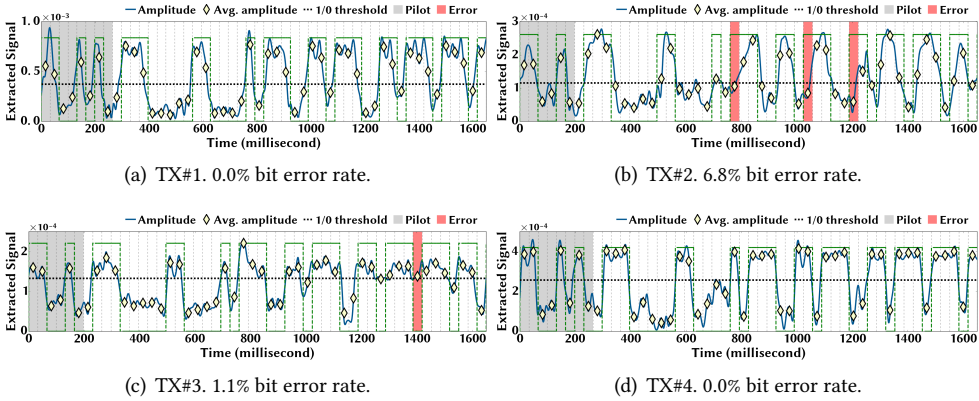 Amplitude Avg. amplitude 1/0 threshold Pilot Error
×10⁻³
1.0
0.5
0.0
Extracted Signal
0 200 400 600 800 1000 1200 1400 1600
Time (millisecond)
(a) TX#1. 0.0% bit error rate.
Amplitude Avg. amplitude 1/0 threshold Pilot Error
×10⁻⁴
3
2
1
0
Extracted Signal
0 200 400 600 800 1000 1200 1400 1600
Time (millisecond)
(b) TX#2. 6.8% bit error rate.
Amplitude Avg. amplitude 1/0 threshold Pilot Error
×10⁻⁴
2
1
0
Extracted Signal
0 200 400 600 800 1000 1200 1400 1600
Time (millisecond)
(c) TX#3. 1.1% bit error rate.
Amplitude Avg. amplitude 1/0 threshold Pilot Error
×10⁻⁴
4
2
0
Extracted Signal
0 200 400 600 800 1000 1200 1400 1600
Time (millisecond)
(d) TX#4. 0.0% bit error rate.